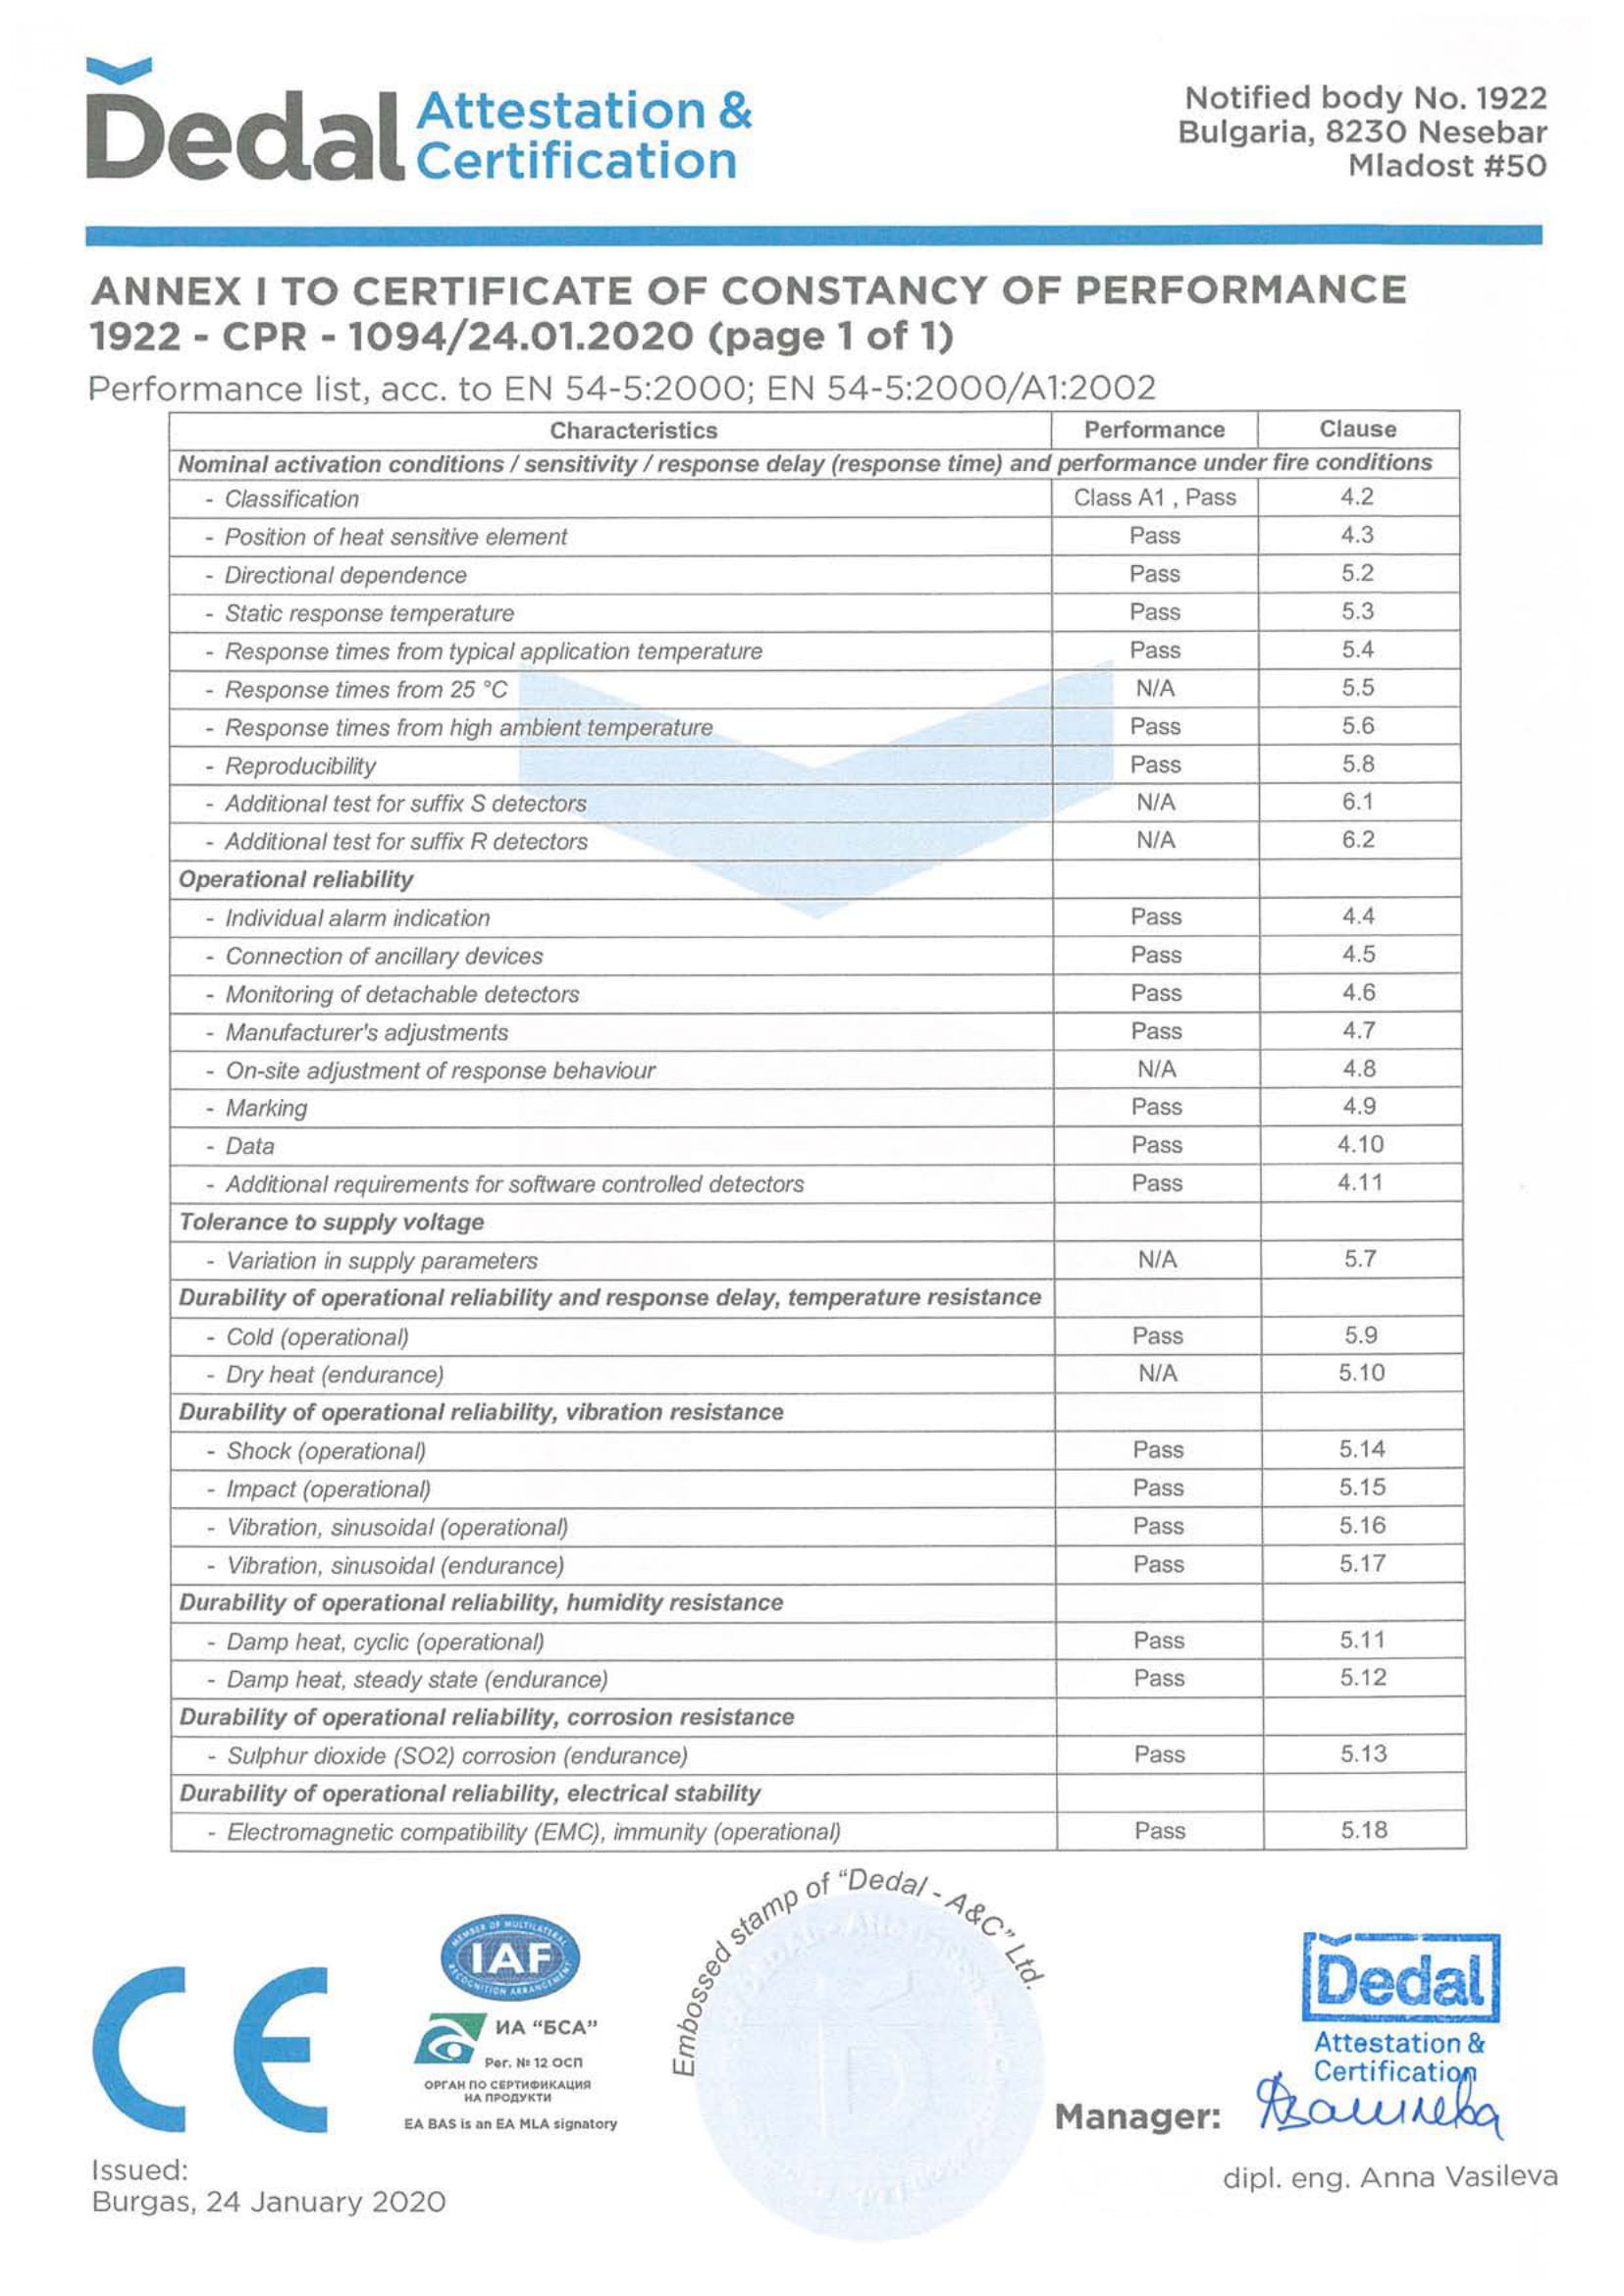 Dedal Attestation &
Certification
Notified body No. 1922
Bulgaria, 8230 Nesebar
Mladost #50
ANNEX I TO CERTIFICATE OF CONSTANCY OF PERFORMANCE
1922 - CPR - 1094/24.01.2020 (page 1 of 1)
Performance list, acc. to EN 54-5:2000; EN 54-5:2000/A1:2002
Characteristics Performance Clause
Nominal activation conditions / sensitivity / response delay (response time) and performance under fire conditions
- Classification Class A1 , Pass 4.2
- Position of heat sensitive element Pass 4.3
- Directional dependence Pass 5.2
- Static response temperature Pass 5.3
- Response times from typical application temperature Pass 5.4
- Response times from 25 °C N/A 5.5
- Response times from high ambient temperature Pass 5.6
- Reproducibility Pass 5.8
- Additional test for suffix S detectors N/A 6.1
- Additional test for suffix R detectors N/A 6.2
Operational reliability
- Individual alarm indication Pass 4.4
- Connection of ancillary devices Pass 4.5
- Monitoring of detachable detectors Pass 4.6
- Manufacturer's adjustments Pass 4.7
- On-site adjustment of response behaviour N/A 4.8
- Marking Pass 4.9
- Data Pass 4.10
- Additional requirements for software controlled detectors Pass 4.11
Tolerance to supply voltage
- Variation in supply parameters N/A 5.7
Durability of operational reliability and response delay, temperature resistance
- Cold (operational) Pass 5.9
- Dry heat (endurance) N/A 5.10
Durability of operational reliability, vibration resistance
- Shock (operational) Pass 5.14
- Impact (operational) Pass 5.15
- Vibration, sinusoidal (operational) Pass 5.16
- Vibration, sinusoidal (endurance) Pass 5.17
Durability of operational reliability, humidity resistance
- Damp heat, cyclic (operational) Pass 5.11
- Damp heat, steady state (endurance) Pass 5.12
Durability of operational reliability, corrosion resistance
- Sulphur dioxide (SO2) corrosion (endurance) Pass 5.13
Durability of operational reliability, electrical stability
- Electromagnetic compatibility (EMC), immunity (operational) Pass 5.18
CE
MEMBER OF MULTILATERAL
IAF
RECOGNITION ARRANGEMENT
ИА "БСА"
Рег. № 12 ОСП
ОРГАН ПО СЕРТИФИКАЦИЯ
НА ПРОДУКТИ
EA BAS is an EA MLA signatory
Embossed stamp of "Dedal - A&C" Ltd.
Dedal
Attestation &
Certification
Manager:
dipl. eng. Anna Vasileva
Issued:
Burgas, 24 January 2020